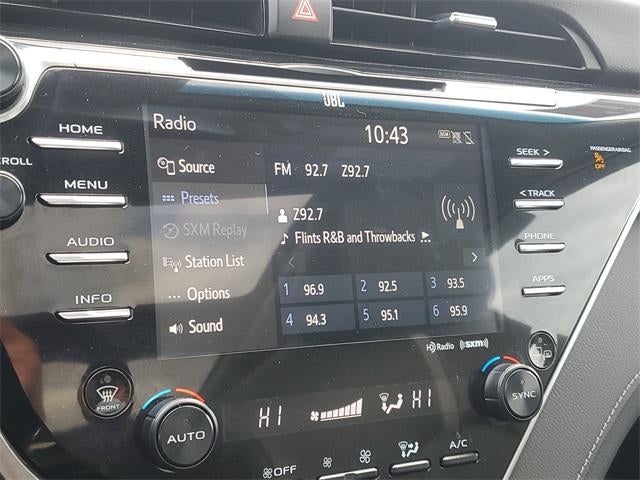 JBL
Radio
10:43
DCM
HOME
SCROLL
MENU
AUDIO
INFO
Source
Presets
SXM Replay
Station List
Options
Sound
FM 92.7 Z92.7
Z92.7
Flints R&B and Throwbacks
1 96.9 2 92.5 3 93.5
4 94.3 5 95.1 6 95.9
SEEK >
< TRACK
PHONE
APPS
PASSENGER AIRBAG
OFF
HD Radio ((SXM))
FRONT
AUTO
HI HI
SYNC
OFF
A/C